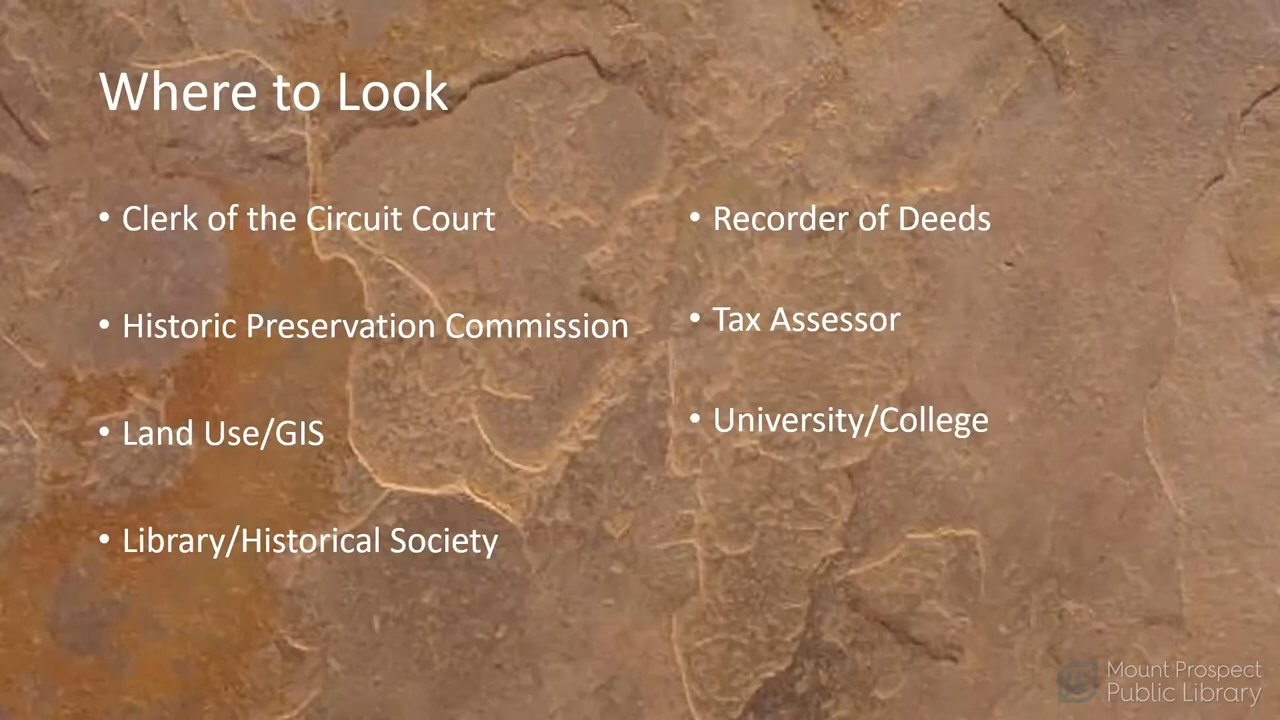 Where to Look
• Clerk of the Circuit Court
• Historic Preservation Commission
• Land Use/GIS
• Library/Historical Society
• Recorder of Deeds
• Tax Assessor
• University/College
Mount Prospect
Public Library